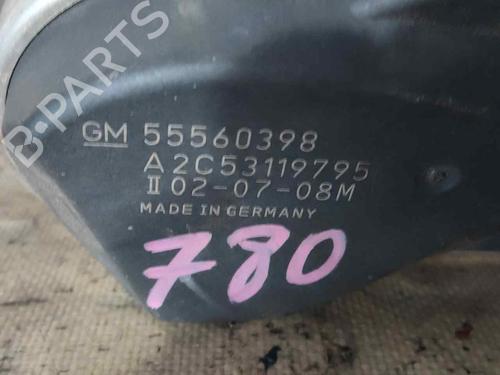 B-PARTS
GM 55560398
A2C53119795
II 02-07-08M
MADE IN GERMANY
780